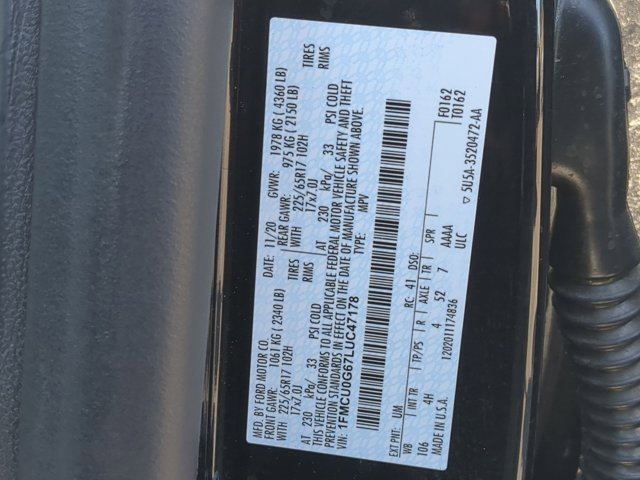 MFD. BY FORD MOTOR CO.
DATE: 11/20 GVWR: 1978 KG ( 4360 LB)
FRONT GAWR: 1061 KG ( 2340 LB) REAR GAWR: 975 KG ( 2150 LB)
WITH 225/65R17 102H TIRES WITH 225/65R17 102H TIRES
17x7.0J RIMS 17x7.0J RIMS
AT 230 kPa/ 33 PSI COLD AT 230 kPa/ 33 PSI COLD
THIS VEHICLE CONFORMS TO ALL APPLICABLE FEDERAL MOTOR VEHICLE SAFETY AND THEFT
PREVENTION STANDARDS IN EFFECT ON THE DATE OF MANUFACTURE SHOWN ABOVE.
VIN: 1FMCU0G67LUC47178 TYPE: MPV
EXT PNT: UM RC: 41 DSO: F0162
WB INT TR TP/PS R AXLE TR SPR T0162
106 4H 4 52 7 AAAA
MADE IN U.S.A. ULC
12020111174836 5U5A-3520472-AA